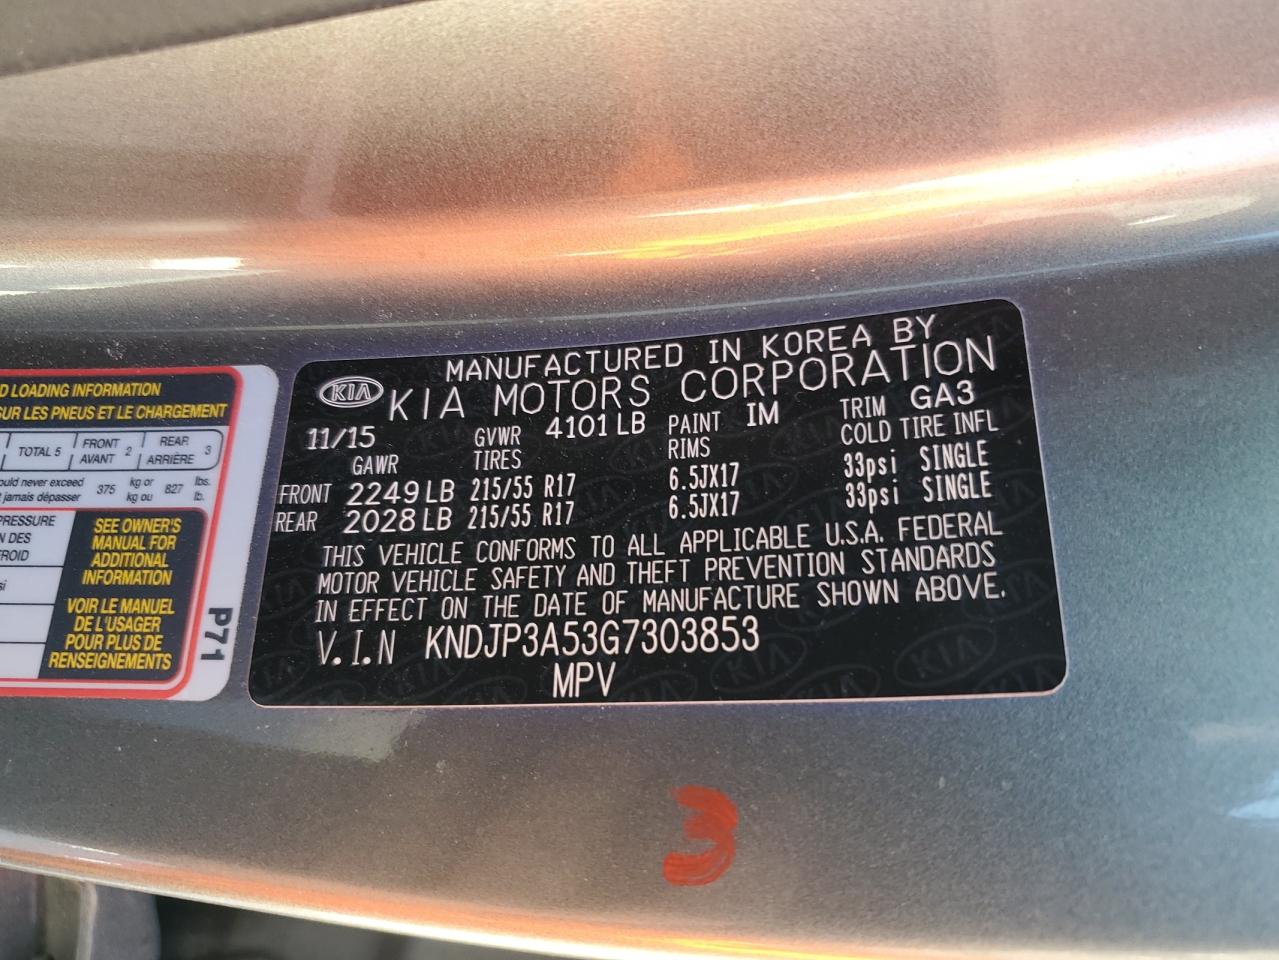 D LOADING INFORMATION
SUR LES PNEUS ET LE CHARGEMENT
TOTAL 5 FRONT AVANT 2 REAR ARRIÈRE 3
ould never exceed 375 kg or 827 lbs.
t jamais dépasser kg ou lb.
PRESSURE
N DES
FROID
SEE OWNER'S
MANUAL FOR
ADDITIONAL
INFORMATION
VOIR LE MANUEL
DE L'USAGER
POUR PLUS DE
RENSEIGNEMENTS
P71
MANUFACTURED IN KOREA BY
KIA KIA MOTORS CORPORATION
11/15 GVWR 4101 LB PAINT IM TRIM GA3
GAWR TIRES RIMS COLD TIRE INFL
FRONT 2249 LB 215/55 R17 6.5JX17 33psi SINGLE
REAR 2028 LB 215/55 R17 6.5JX17 33psi SINGLE
THIS VEHICLE CONFORMS TO ALL APPLICABLE U.S.A. FEDERAL
MOTOR VEHICLE SAFETY AND THEFT PREVENTION STANDARDS
IN EFFECT ON THE DATE OF MANUFACTURE SHOWN ABOVE.
V.I.N KNDJP3A53G7303853
MPV
3